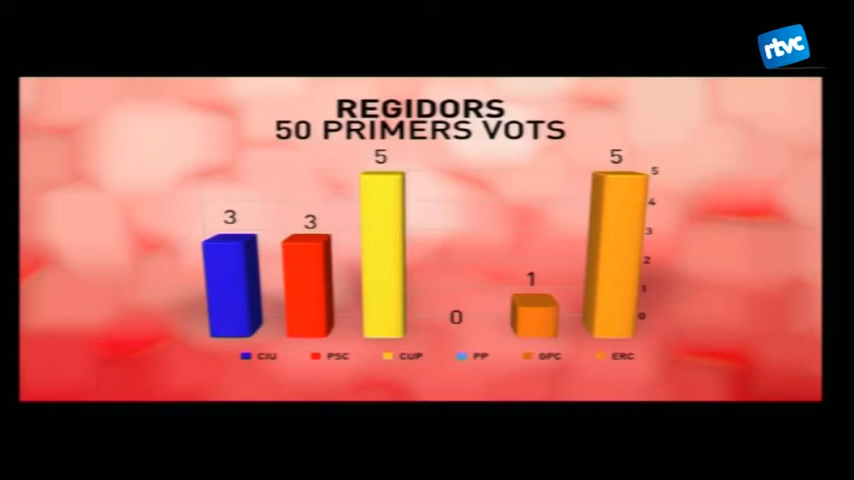 rtvc
REGIDORS
50 PRIMERS VOTS
3
3
5
0
1
5
5
4
3
2
1
0
CIU
PSC
CUP
PP
GPC
ERC